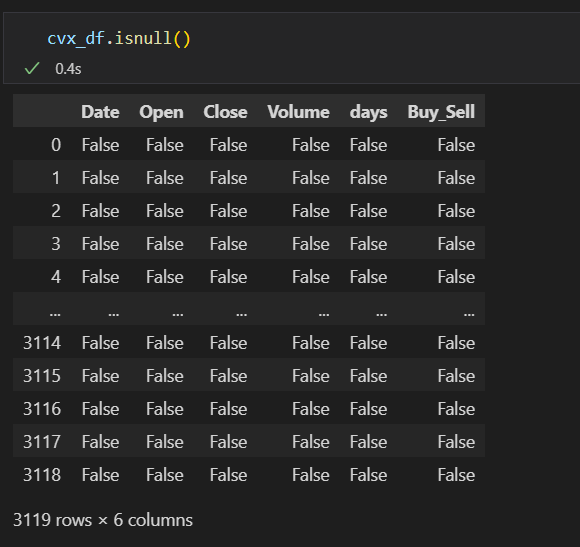 cvx_df.isnull()
0.4s
Date Open Close Volume days Buy_Sell
0 False False False False False False
1 False False False False False False
2 False False False False False False
3 False False False False False False
4 False False False False False False
... ... ... ... ... ... ...
3114 False False False False False False
3115 False False False False False False
3116 False False False False False False
3117 False False False False False False
3118 False False False False False False
3119 rows × 6 columns